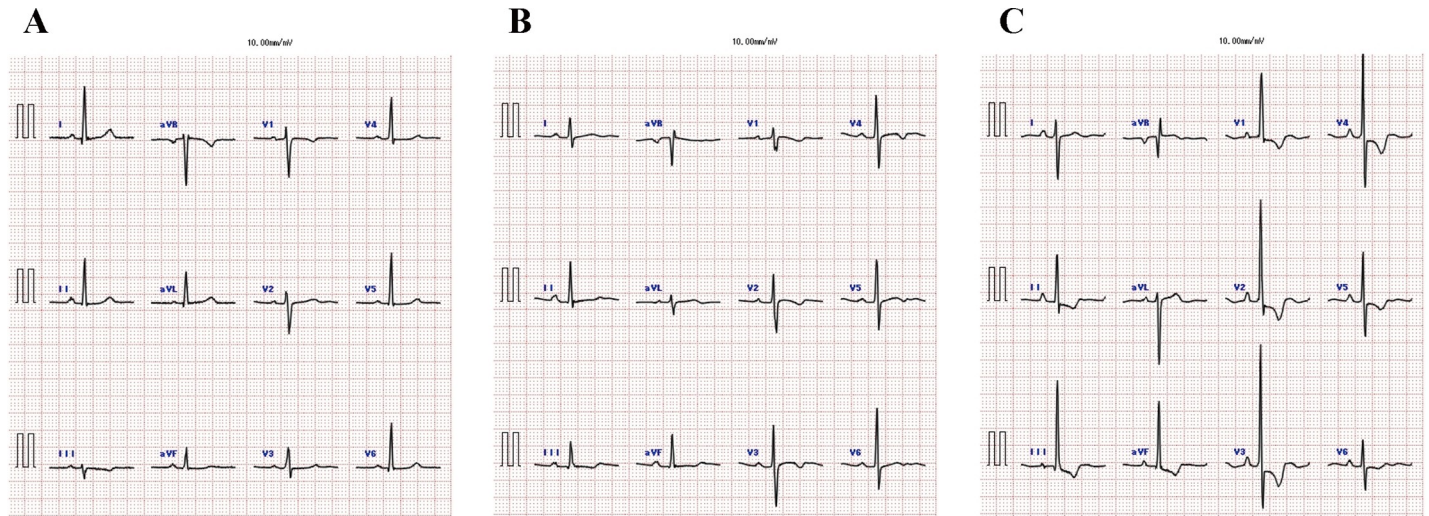 A B C
10.00mm/mV 10.00mm/mV 10.00mm/mV
I aVR V1 V4 I aVR V1 V4 I aVR V1 V4
II aVL V2 V5 II aVL V2 V5 II aVL V2 V5
III aVF V3 V6 III aVF V3 V6 III aVF V3 V6